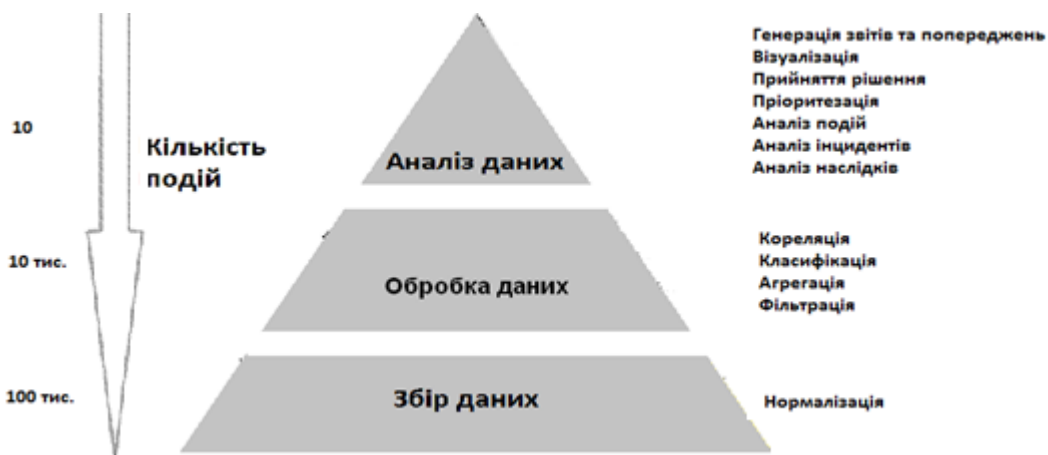 10
10 тис.
100 тис.
Кількість
подій
Аналіз даних
Обробка даних
Збір даних
Генерація звітів та попереджень
Візуалізація
Прийняття рішення
Пріоритезація
Аналіз подій
Аналіз інцидентів
Аналіз наслідків
Кореляція
Класифікація
Агрегація
Фільтрація
Нормалізація